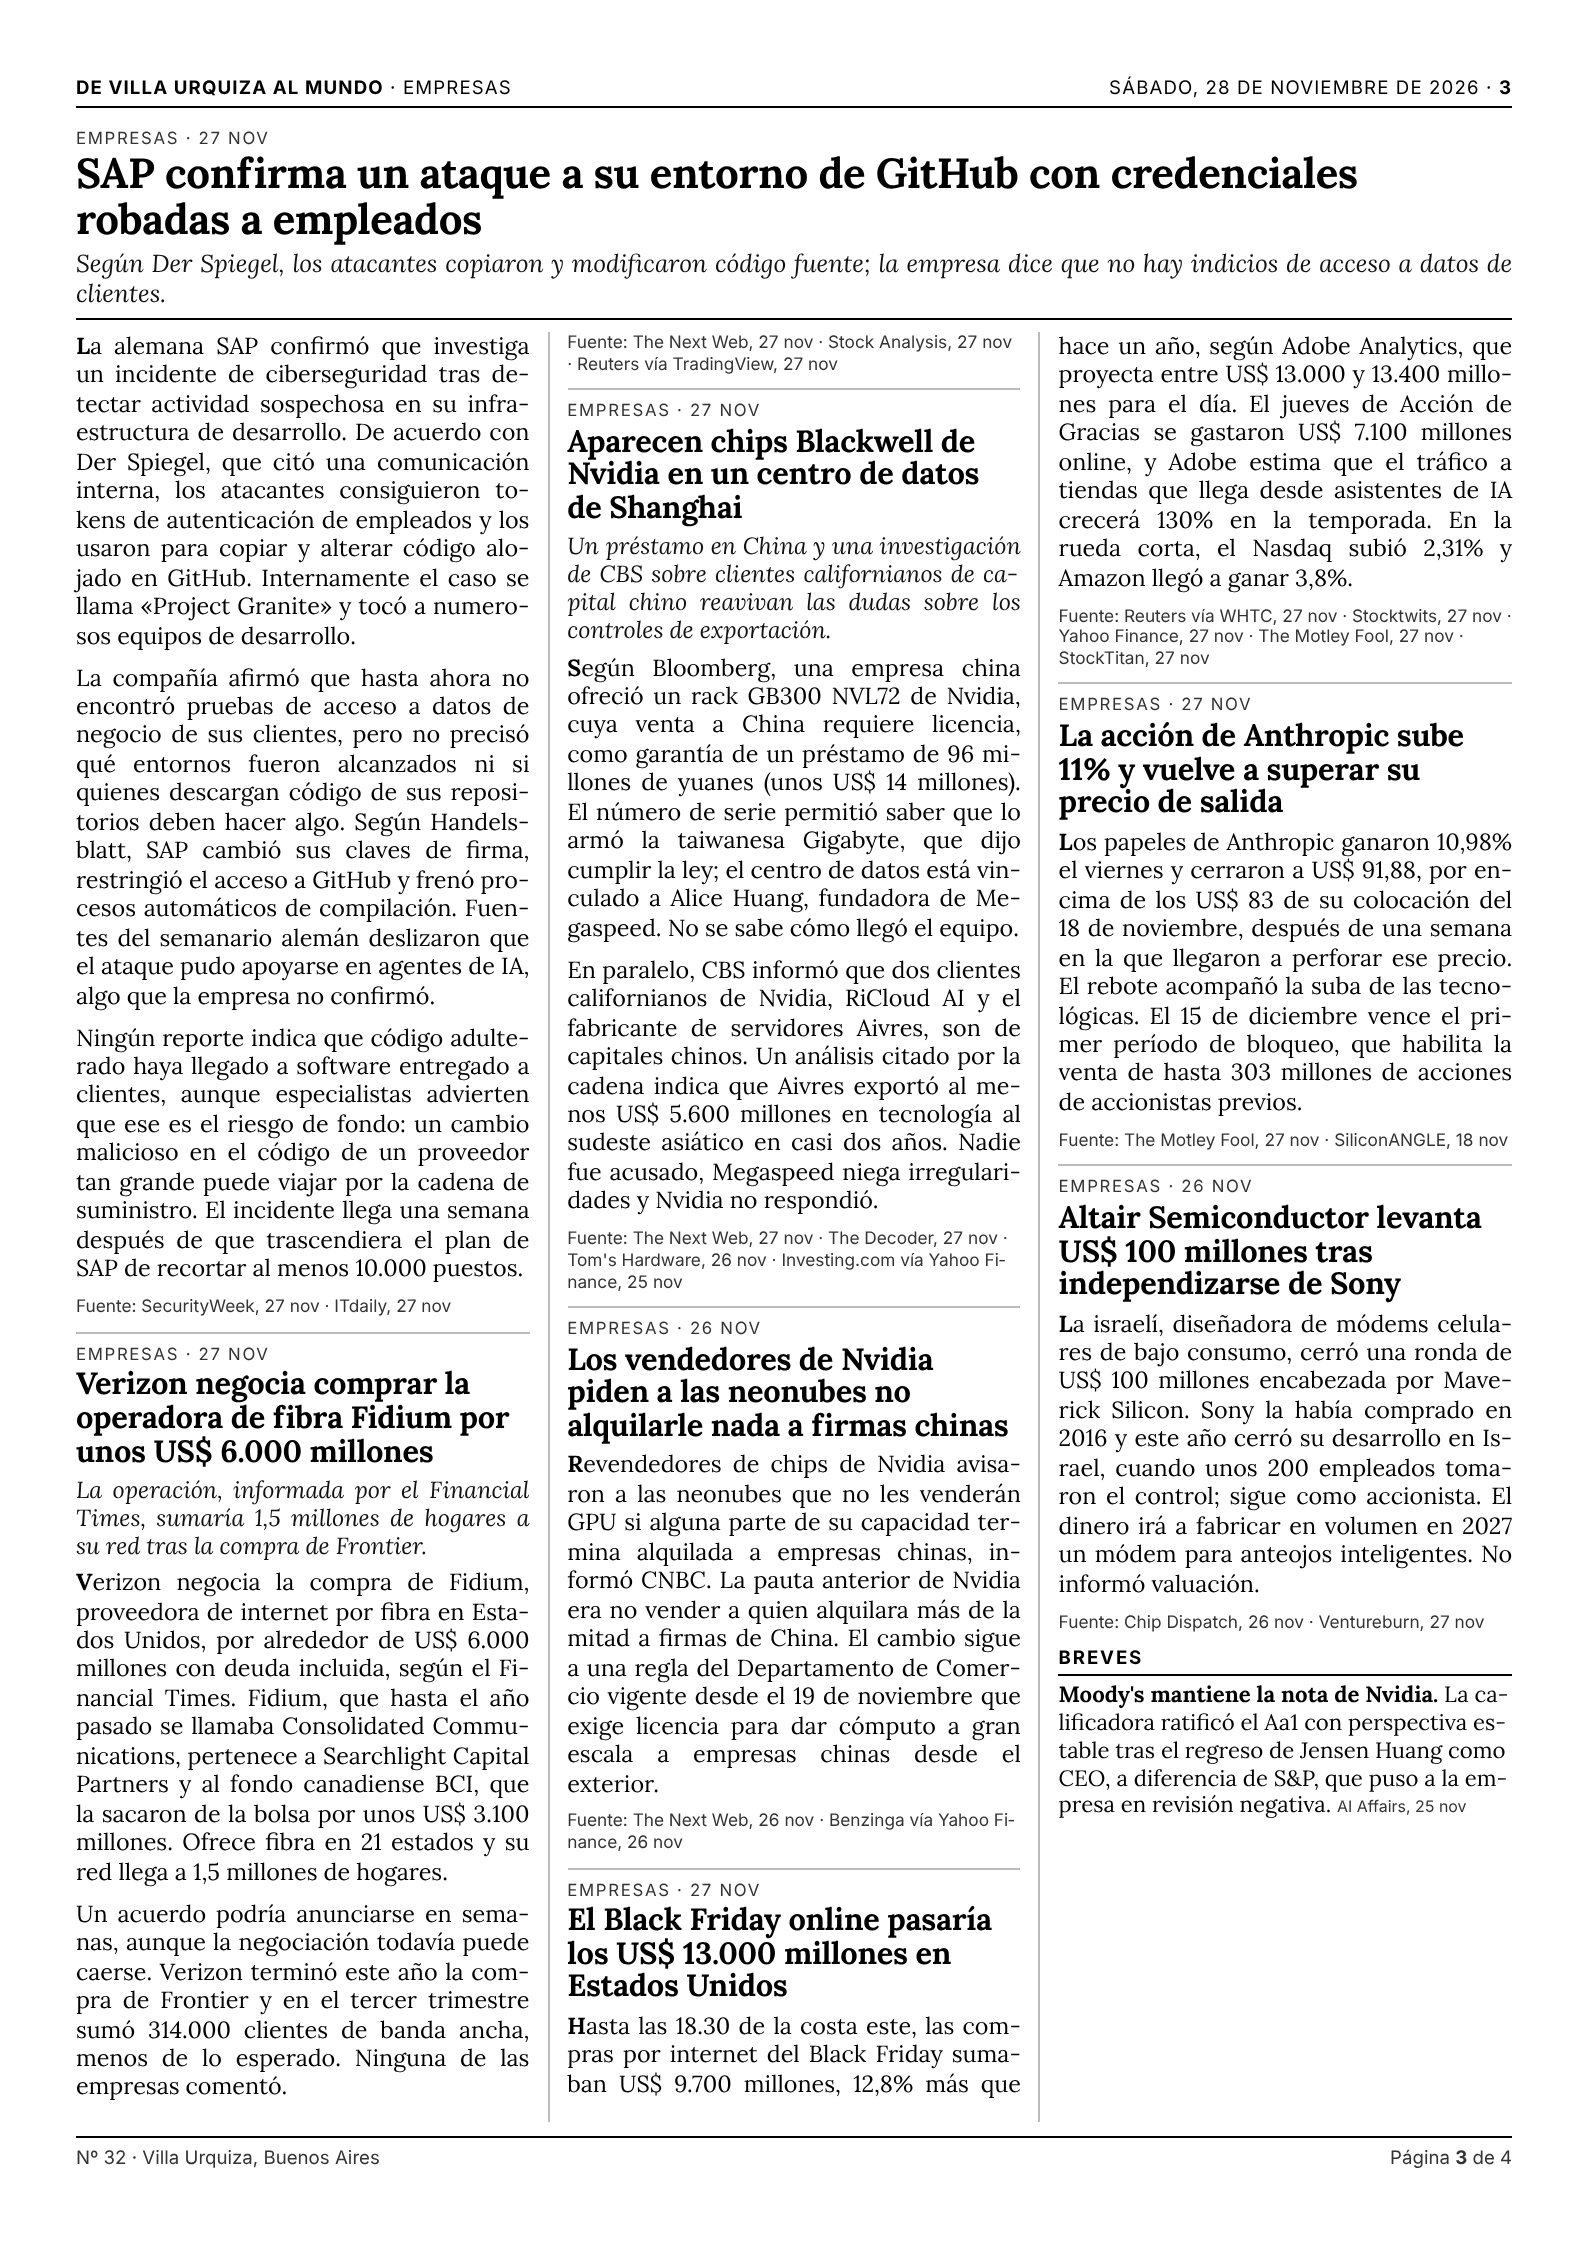 DE VILLA URQUIZA AL MUNDO · EMPRESAS
SÁBADO, 28 DE NOVIEMBRE DE 2026 · 3
EMPRESAS · 27 NOV
SAP confirma un ataque a su entorno de GitHub con credenciales
robadas a empleados
Según Der Spiegel, los atacantes copiaron y modificaron código fuente; la empresa dice que no hay indicios de acceso a datos de
clientes.
La alemana SAP confirmó que investiga
un incidente de ciberseguridad tras de-
tectar actividad sospechosa en su infra-
estructura de desarrollo. De acuerdo con
Der Spiegel, que citó una comunicación
interna, los atacantes consiguieron to-
kens de autenticación de empleados y los
usaron para copiar y alterar código alo-
jado en GitHub. Internamente el caso se
llama «Project Granite» y tocó a numero-
sos equipos de desarrollo.
La compañía afirmó que hasta ahora no
encontró pruebas de acceso a datos de
negocio de sus clientes, pero no precisó
qué entornos fueron alcanzados ni si
quienes descargan código de sus reposi-
torios deben hacer algo. Según Handels-
blatt, SAP cambió sus claves de firma,
restringió el acceso a GitHub y frenó pro-
cesos automáticos de compilación. Fuen-
tes del semanario alemán deslizaron que
el ataque pudo apoyarse en agentes de IA,
algo que la empresa no confirmó.
Ningún reporte indica que código adulte-
rado haya llegado a software entregado a
clientes, aunque especialistas advierten
que ese es el riesgo de fondo: un cambio
malicioso en el código de un proveedor
tan grande puede viajar por la cadena de
suministro. El incidente llega una semana
después de que trascendiera el plan de
SAP de recortar al menos 10.000 puestos.
Fuente: SecurityWeek, 27 nov · ITdaily, 27 nov
EMPRESAS · 27 NOV
Verizon negocia comprar la
operadora de fibra Fidium por
unos US$ 6.000 millones
La operación, informada por el Financial
Times, sumaría 1,5 millones de hogares a
su red tras la compra de Frontier.
Verizon negocia la compra de Fidium,
proveedora de internet por fibra en Esta-
dos Unidos, por alrededor de US$ 6.000
millones con deuda incluida, según el Fi-
nancial Times. Fidium, que hasta el año
pasado se llamaba Consolidated Commu-
nications, pertenece a Searchlight Capital
Partners y al fondo canadiense BCI, que
la sacaron de la bolsa por unos US$ 3.100
millones. Ofrece fibra en 21 estados y su
red llega a 1,5 millones de hogares.
Un acuerdo podría anunciarse en sema-
nas, aunque la negociación todavía puede
caerse. Verizon terminó este año la com-
pra de Frontier y en el tercer trimestre
sumó 314.000 clientes de banda ancha,
menos de lo esperado. Ninguna de las
empresas comentó.
Fuente: The Next Web, 27 nov · Stock Analysis, 27 nov
· Reuters vía TradingView, 27 nov
EMPRESAS · 27 NOV
Aparecen chips Blackwell de
Nvidia en un centro de datos
de Shanghai
Un préstamo en China y una investigación
de CBS sobre clientes californianos de ca-
pital chino reavivan las dudas sobre los
controles de exportación.
Según Bloomberg, una empresa china
ofreció un rack GB300 NVL72 de Nvidia,
cuya venta a China requiere licencia,
como garantía de un préstamo de 96 mi-
llones de yuanes (unos US$ 14 millones).
El número de serie permitió saber que lo
armó la taiwanesa Gigabyte, que dijo
cumplir la ley; el centro de datos está vin-
culado a Alice Huang, fundadora de Me-
gaspeed. No se sabe cómo llegó el equipo.
En paralelo, CBS informó que dos clientes
californianos de Nvidia, RiCloud AI y el
fabricante de servidores Aivres, son de
capitales chinos. Un análisis citado por la
cadena indica que Aivres exportó al me-
nos US$ 5.600 millones en tecnología al
sudeste asiático en casi dos años. Nadie
fue acusado, Megaspeed niega irregulari-
dades y Nvidia no respondió.
Fuente: The Next Web, 27 nov · The Decoder, 27 nov ·
Tom's Hardware, 26 nov · Investing.com vía Yahoo Fi-
nance, 25 nov
EMPRESAS · 26 NOV
Los vendedores de Nvidia
piden a las neonubes no
alquilarle nada a firmas chinas
Revendedores de chips de Nvidia avisa-
ron a las neonubes que no les venderán
GPU si alguna parte de su capacidad ter-
mina alquilada a empresas chinas, in-
formó CNBC. La pauta anterior de Nvidia
era no vender a quien alquilara más de la
mitad a firmas de China. El cambio sigue
a una regla del Departamento de Comer-
cio vigente desde el 19 de noviembre que
exige licencia para dar cómputo a gran
escala a empresas chinas desde el
exterior.
Fuente: The Next Web, 26 nov · Benzinga vía Yahoo Fi-
nance, 26 nov
EMPRESAS · 27 NOV
El Black Friday online pasaría
los US$ 13.000 millones en
Estados Unidos
Hasta las 18.30 de la costa este, las com-
pras por internet del Black Friday suma-
ban US$ 9.700 millones, 12,8% más que
hace un año, según Adobe Analytics, que
proyecta entre US$ 13.000 y 13.400 millo-
nes para el día. El jueves de Acción de
Gracias se gastaron US$ 7.100 millones
online, y Adobe estima que el tráfico a
tiendas que llega desde asistentes de IA
crecerá 130% en la temporada. En la
rueda corta, el Nasdaq subió 2,31% y
Amazon llegó a ganar 3,8%.
Fuente: Reuters vía WHTC, 27 nov · Stocktwits, 27 nov ·
Yahoo Finance, 27 nov · The Motley Fool, 27 nov ·
StockTitan, 27 nov
EMPRESAS · 27 NOV
La acción de Anthropic sube
11% y vuelve a superar su
precio de salida
Los papeles de Anthropic ganaron 10,98%
el viernes y cerraron a US$ 91,88, por en-
cima de los US$ 83 de su colocación del
18 de noviembre, después de una semana
en la que llegaron a perforar ese precio.
El rebote acompañó la suba de las tecno-
lógicas. El 15 de diciembre vence el pri-
mer período de bloqueo, que habilita la
venta de hasta 303 millones de acciones
de accionistas previos.
Fuente: The Motley Fool, 27 nov · SiliconANGLE, 18 nov
EMPRESAS · 26 NOV
Altair Semiconductor levanta
US$ 100 millones tras
independizarse de Sony
La israelí, diseñadora de módems celula-
res de bajo consumo, cerró una ronda de
US$ 100 millones encabezada por Mave-
rick Silicon. Sony la había comprado en
2016 y este año cerró su desarrollo en Is-
rael, cuando unos 200 empleados toma-
ron el control; sigue como accionista. El
dinero irá a fabricar en volumen en 2027
un módem para anteojos inteligentes. No
informó valuación.
Fuente: Chip Dispatch, 26 nov · Ventureburn, 27 nov
BREVES
Moody's mantiene la nota de Nvidia. La ca-
lificadora ratificó el Aa1 con perspectiva es-
table tras el regreso de Jensen Huang como
CEO, a diferencia de S&P, que puso a la em-
presa en revisión negativa. AI Affairs, 25 nov
Nº 32 · Villa Urquiza, Buenos Aires
Página 3 de 4